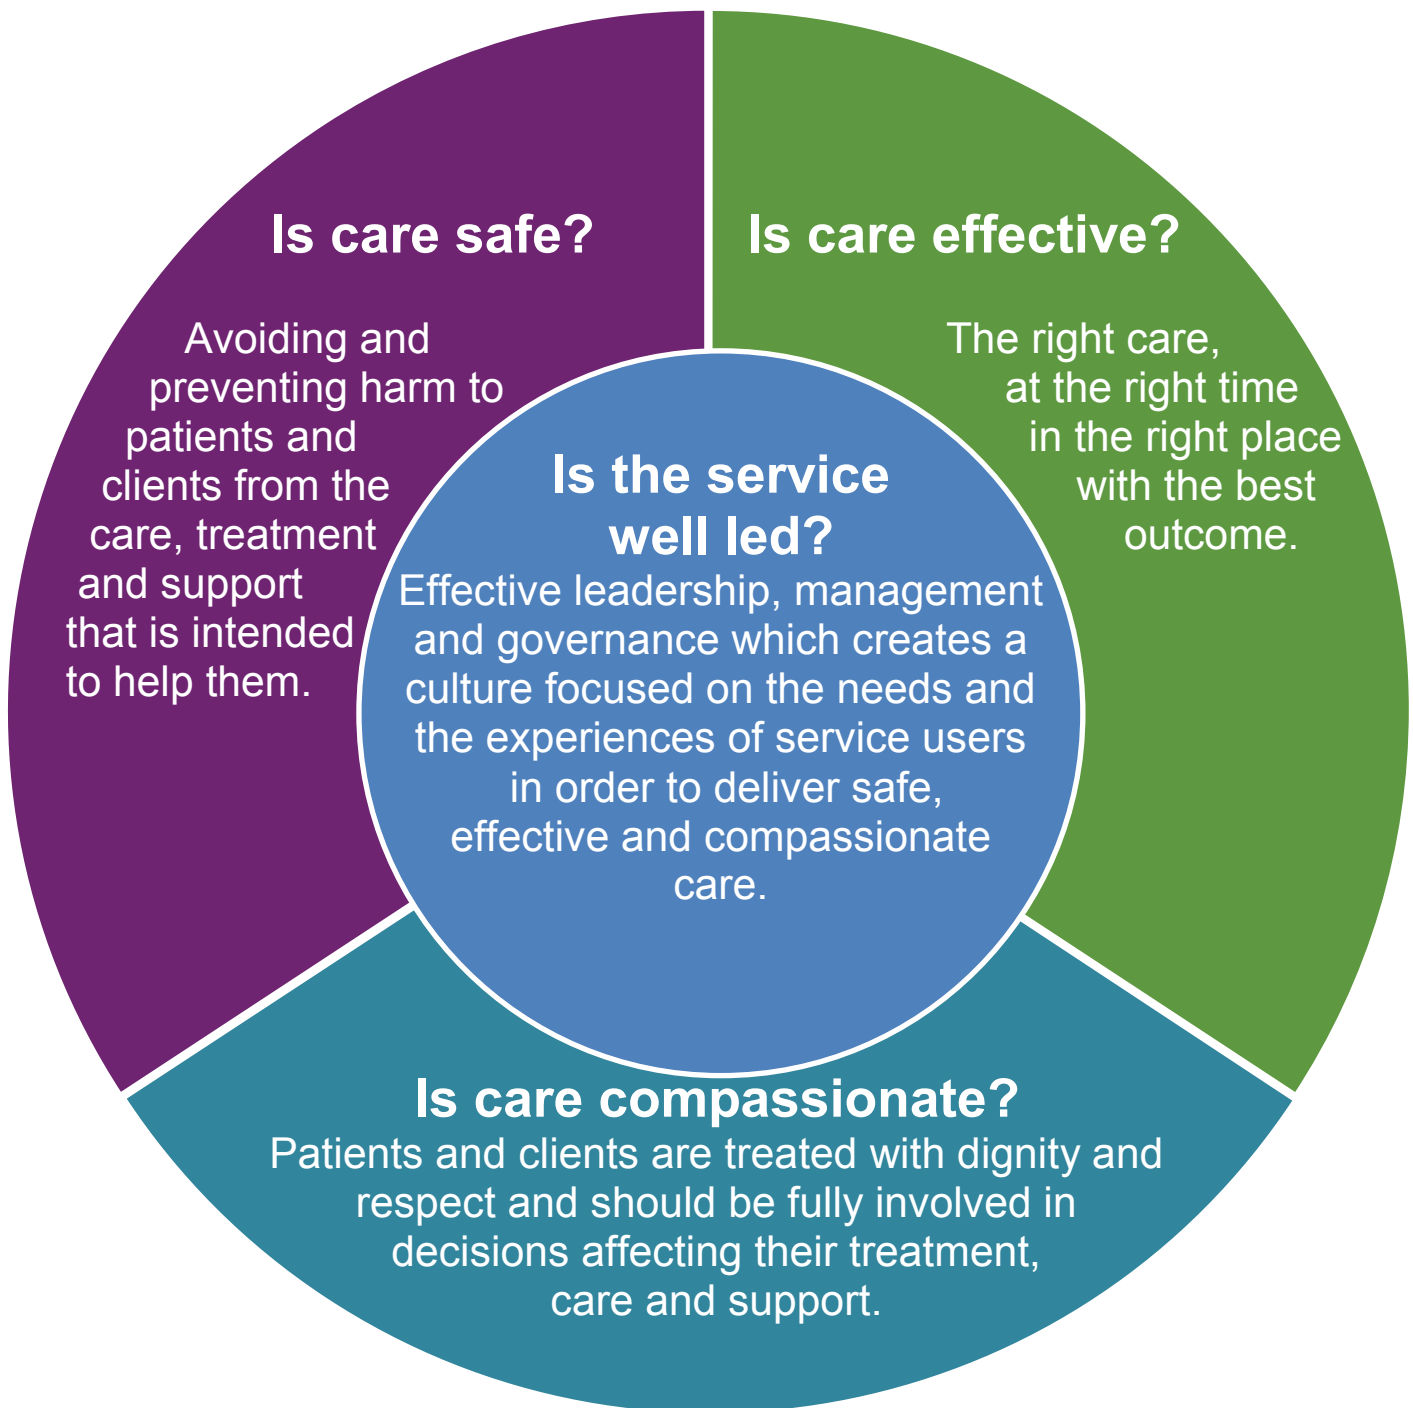 Is care safe?
Avoiding and
preventing harm to
patients and
clients from the
care, treatment
and support
that is intended
to help them.
Is care effective?
The right care,
at the right time
in the right place
with the best
outcome.
Is the service
well led?
Effective leadership, management
and governance which creates a
culture focused on the needs and
the experiences of service users
in order to deliver safe,
effective and compassionate
care.
Is care compassionate?
Patients and clients are treated with dignity and
respect and should be fully involved in
decisions affecting their treatment,
care and support.